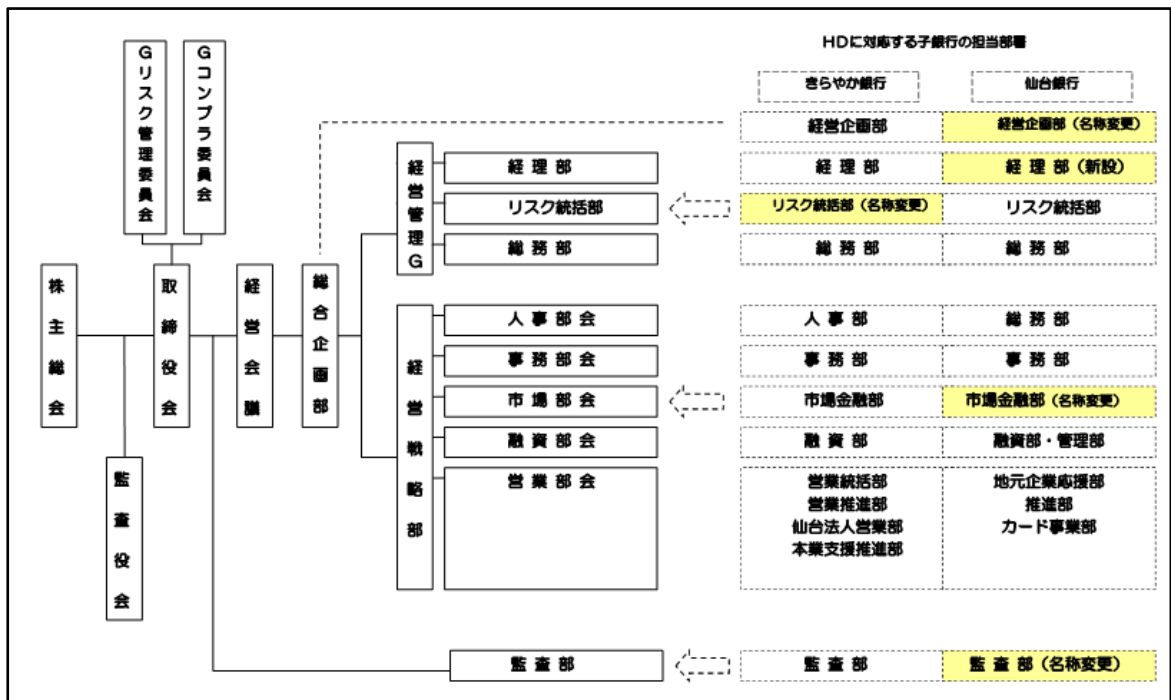 HDに対応する子銀行の担当部署
きらやか銀行 仙台銀行
Gリスク管理委員会
Gコンプラ委員会
株主総会
取締役会
監査役会
経営会議
総合企画部
経営企画部 経営企画部（名称変更）
経営管理G
経理部 経理部 経理部（新設）
リスク統括部 リスク統括部（名称変更） リスク統括部
総務部 総務部 総務部
経営戦略部
人事部会 人事部 総務部
事務部会 事務部 事務部
市場部会 市場金融部 市場金融部（名称変更）
融資部会 融資部 融資部・管理部
営業部会 営業統括部 地元企業応援部
営業推進部 推進部
仙台法人営業部 カード事業部
本業支援推進部
監査部 監査部 監査部（名称変更）